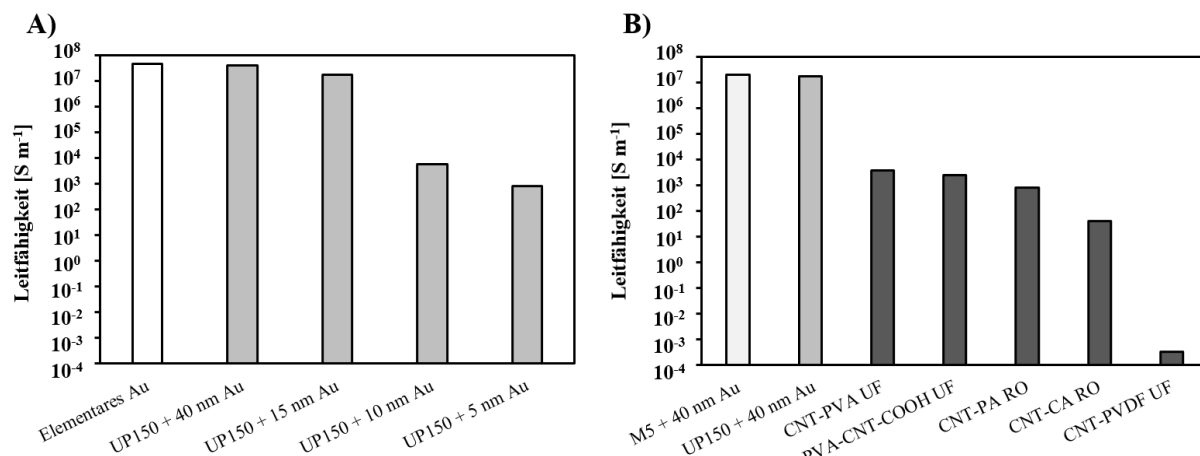 A)
Leitfähigkeit [S m⁻¹]
10⁸
10⁷
10⁶
10⁵
10⁴
10³
10²
10¹
10⁰
10⁻¹
10⁻²
10⁻³
10⁻⁴
Elementares Au
UP150 + 40 nm Au
UP150 + 15 nm Au
UP150 + 10 nm Au
UP150 + 5 nm Au
B)
Leitfähigkeit [S m⁻¹]
10⁸
10⁷
10⁶
10⁵
10⁴
10³
10²
10¹
10⁰
10⁻¹
10⁻²
10⁻³
10⁻⁴
M5 + 40 nm Au
UP150 + 40 nm Au
CNT-PVA UF
PVA-CNT-COOH UF
CNT-PA RO
CNT-CA RO
CNT-PVDF UF